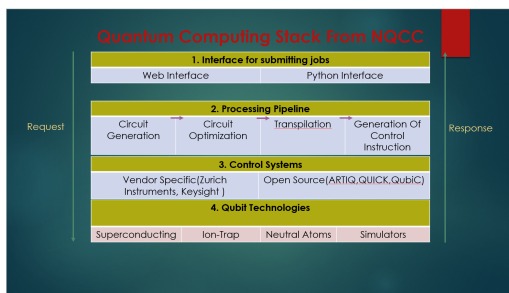 Quantum Computing Stack From NQCC
1. Interface for submitting jobs
Web Interface
Python Interface
2. Processing Pipeline
Circuit
Generation
Circuit
Optimization
Transpilation
Generation Of
Control
Instruction
3. Control Systems
Vendor Specific(Zurich
Instruments, Keysight )
Open Source(ARTIQ,QUICK,QubiC)
4. Qubit Technologies
Superconducting
Ion-Trap
Neutral Atoms
Simulators
Request
Response